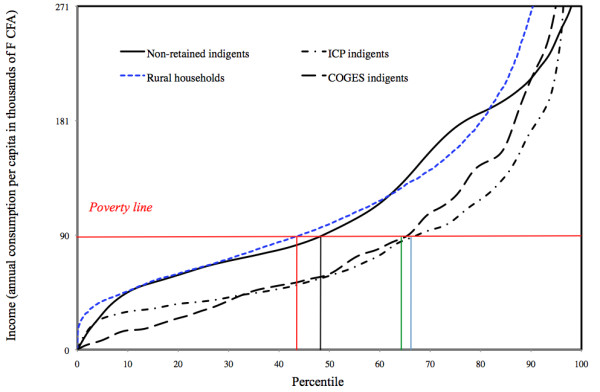 Income (annual consumption per capita in thousands of F CFA)
271
181
90
0
Non-retained indigents
ICP indigents
Rural households
COGES indigents
Poverty line
0 10 20 30 40 50 60 70 80 90 100
Percentile